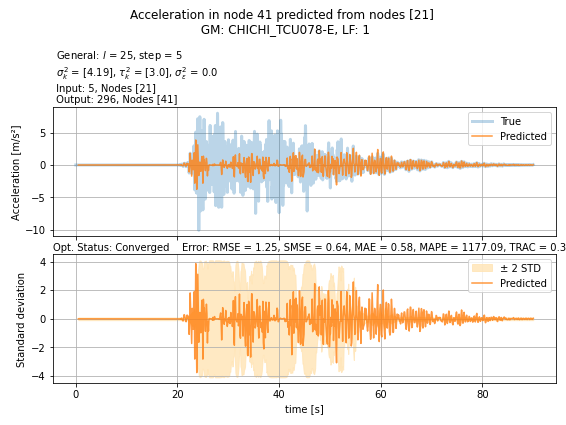 Acceleration in node 41 predicted from nodes [21]
GM: CHICHI_TCU078-E, LF: 1
General: l = 25, step = 5
σ²ₖ = [4.19], τ²ₖ = [3.0], σ²ε = 0.0
Input: 5, Nodes [21]
Output: 296, Nodes [41]
Acceleration [m/s²]
5
0
−5
−10
True
Predicted
Opt. Status: Converged    Error: RMSE = 1.25, SMSE = 0.64, MAE = 0.58, MAPE = 1177.09, TRAC = 0.3
Standard deviation
4
2
0
−2
−4
± 2 STD
Predicted
0 20 40 60 80
time [s]